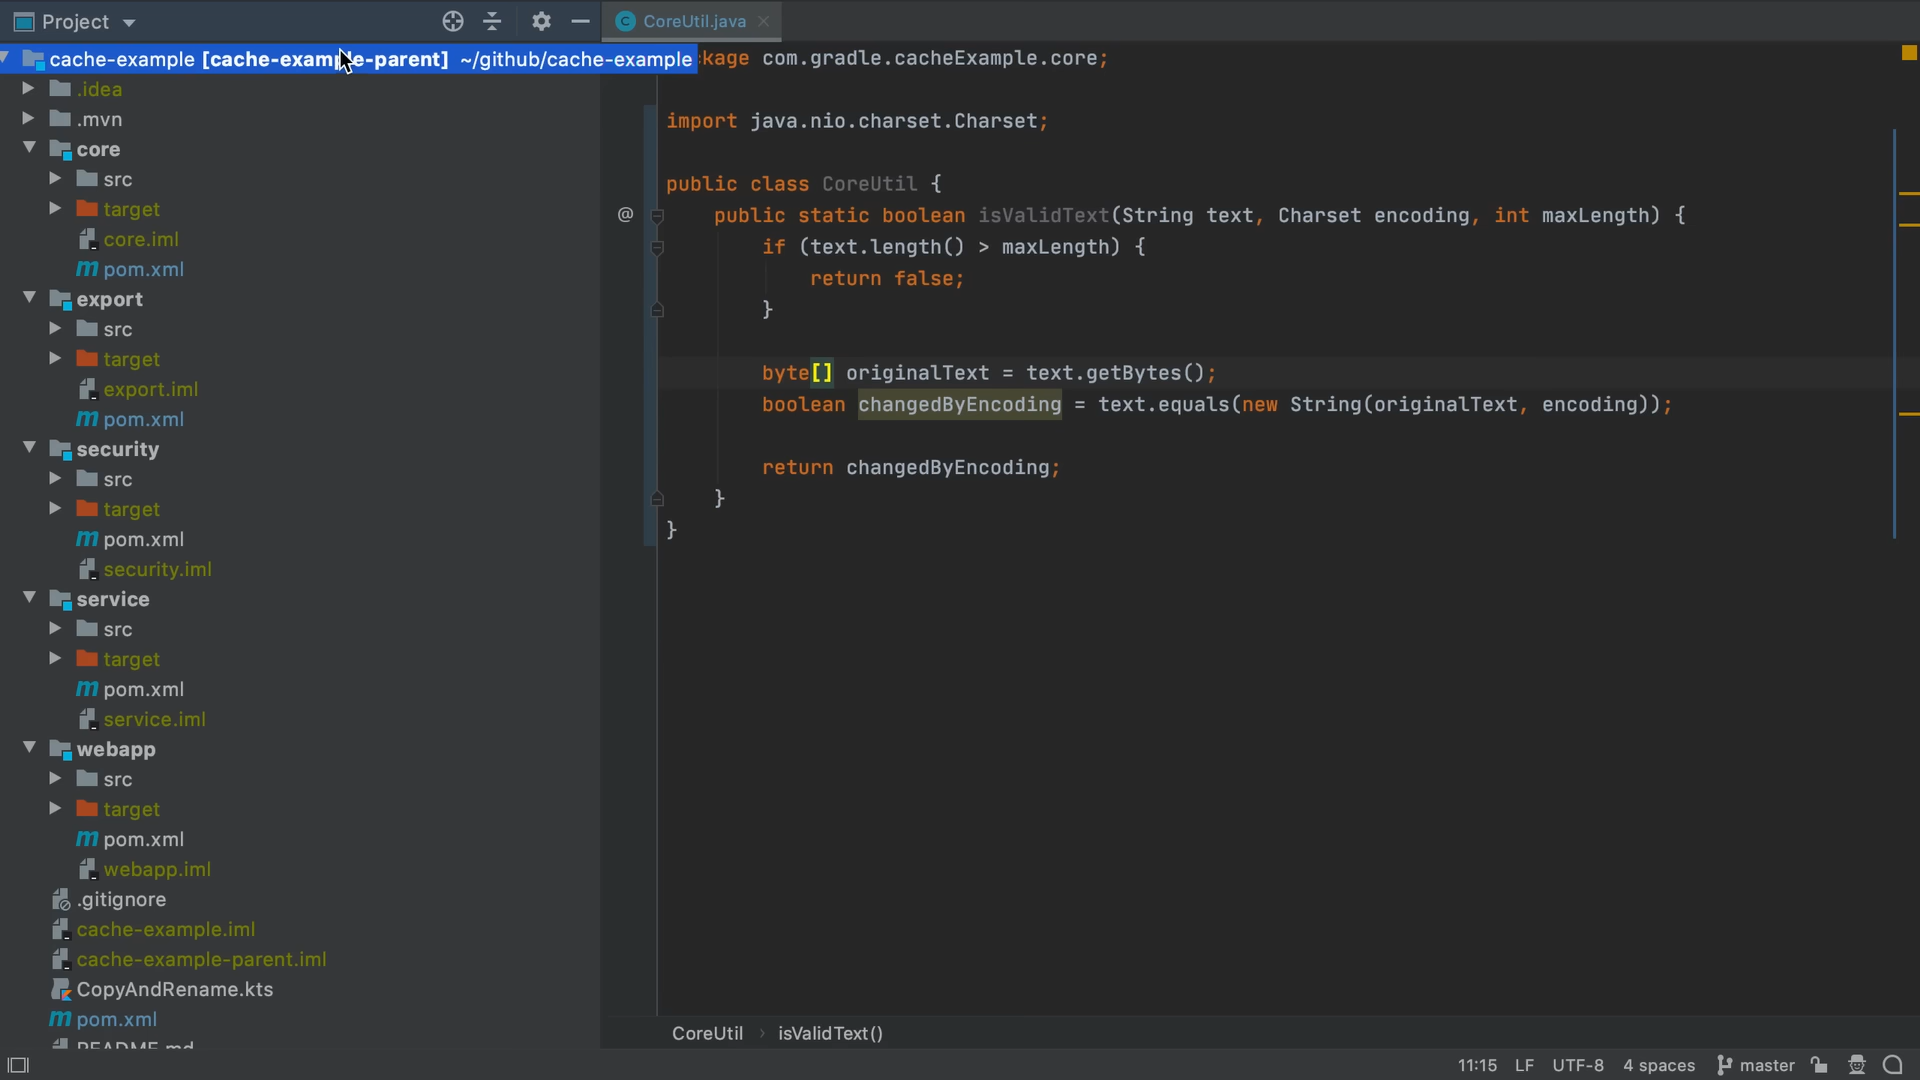 Project
cache-example [cache-example-parent] ~/github/cache-example
.idea
.mvn
core
src
target
core.iml
pom.xml
export
src
target
export.iml
pom.xml
security
src
target
pom.xml
security.iml
service
src
target
pom.xml
service.iml
webapp
src
target
pom.xml
webapp.iml
.gitignore
cache-example.iml
cache-example-parent.iml
CopyAndRename.kts
pom.xml
README.md
CoreUtil.java
kage com.gradle.cacheExample.core;
import java.nio.charset.Charset;
public class CoreUtil {
@ public static boolean isValidText(String text, Charset encoding, int maxLength) {
if (text.length() > maxLength) {
return false;
}
byte[] originalText = text.getBytes();
boolean changedByEncoding = text.equals(new String(originalText, encoding));
return changedByEncoding;
}
}
CoreUtil › isValidText()
11:15 LF UTF-8 4 spaces master